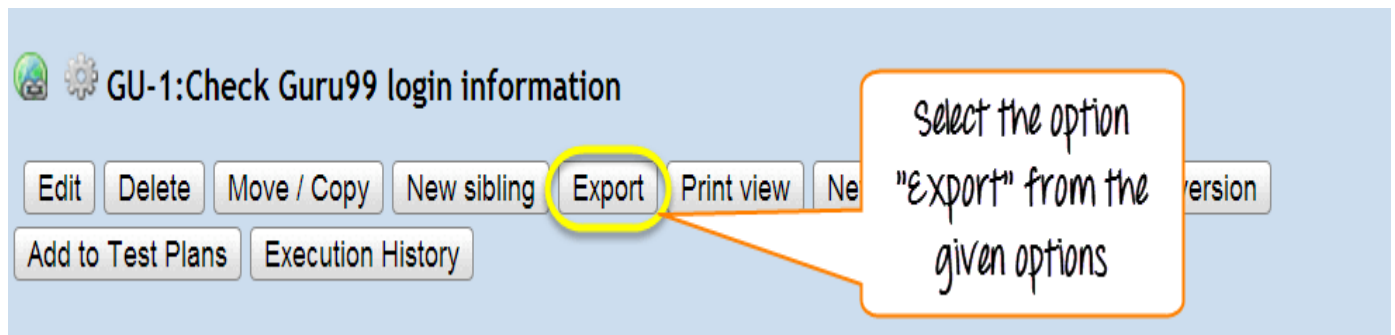 GU-1:Check Guru99 login information
Edit Delete Move / Copy New sibling Export Print view Ne version
Add to Test Plans Execution History
Select the option
"Export" from the
given options